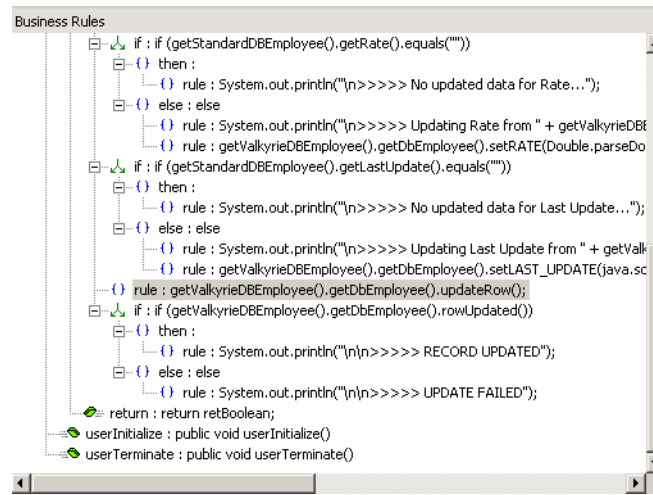 Business Rules
if : if (getStandardDBEmployee().getRate().equals(""))
{} then :
{} rule : System.out.println("\n>>>>> No updated data for Rate...");
{} else : else
{} rule : System.out.println("\n>>>>> Updating Rate from " + getValkyrieDBE
{} rule : getValkyrieDBEmployee().getDbEmployee().setRATE(Double.parseDo
if : if (getStandardDBEmployee().getLastUpdate().equals(""))
{} then :
{} rule : System.out.println("\n>>>>> No updated data for Last Update...");
{} else : else
{} rule : System.out.println("\n>>>>> Updating Last Update from " + getValk
{} rule : getValkyrieDBEmployee().getDbEmployee().setLAST_UPDATE(java.sc
{} rule : getValkyrieDBEmployee().getDbEmployee().updateRow();
if : if (getValkyrieDBEmployee().getDbEmployee().rowUpdated())
{} then :
{} rule : System.out.println("\n\n>>>>> RECORD UPDATED");
{} else : else
{} rule : System.out.println("\n\n>>>>> UPDATE FAILED");
return : return retBoolean;
userInitialize : public void userInitialize()
userTerminate : public void userTerminate()